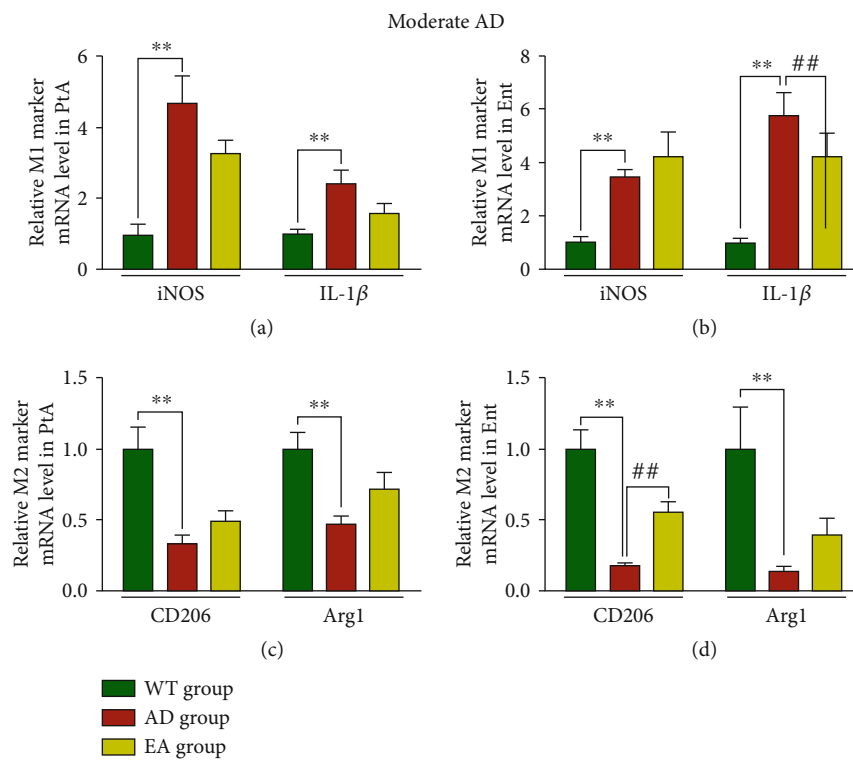 Moderate AD
Relative M1 marker
mRNA level in PtA
6
4
2
0
**
**
iNOS
IL-1β
(a)
Relative M1 marker
mRNA level in Ent
8
6
4
2
0
**
**
##
iNOS
IL-1β
(b)
Relative M2 marker
mRNA level in PtA
1.5
1.0
0.5
0.0
**
**
CD206
Arg1
(c)
Relative M2 marker
mRNA level in Ent
1.5
1.0
0.5
0.0
**
##
**
CD206
Arg1
(d)
WT group
AD group
EA group